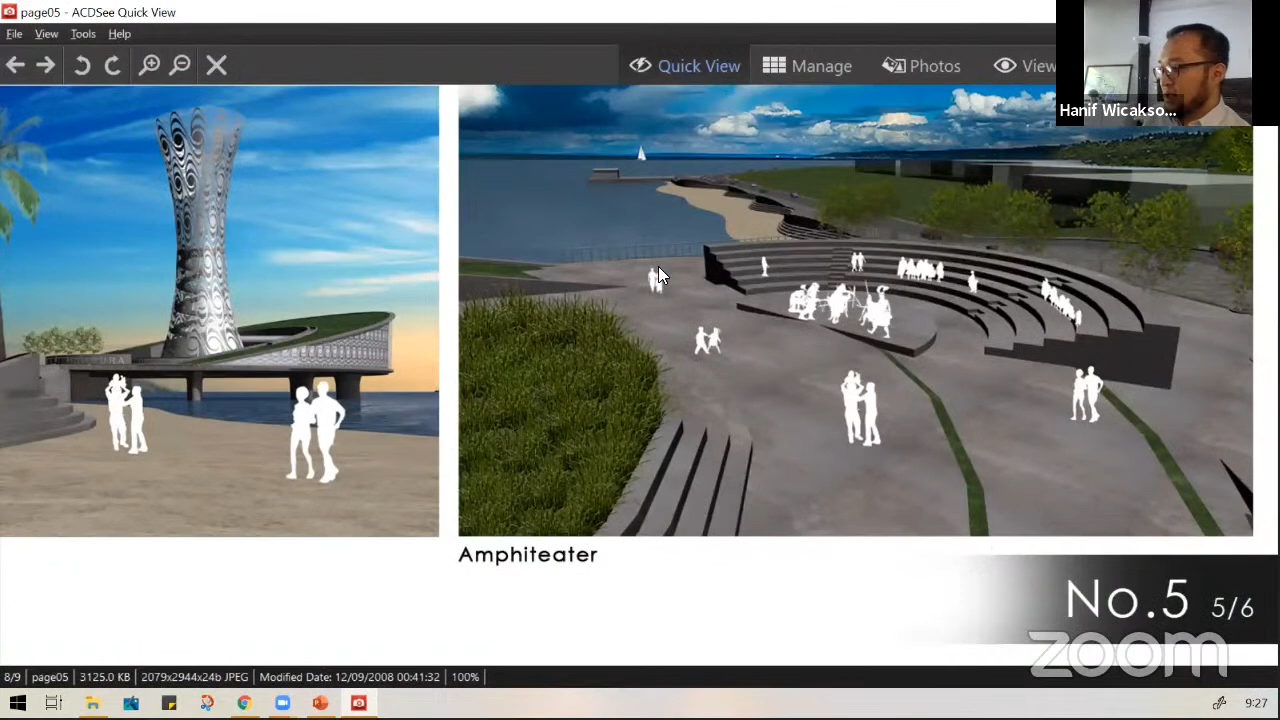 page05 - ACDSee Quick View
File View Tools Help
Quick View Manage Photos View
Hanif Wicakso...
Amphiteater
No.5 5/6
zoom
8/9 page05 3125.0 KB 2079x2944x24b JPEG Modified Date: 12/09/2008 00:41:32 100%
9:27